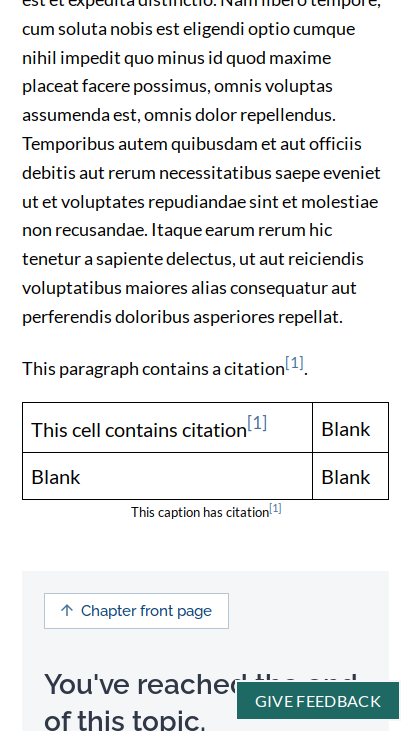 est et expedita distinctio. Nam libero tempore,
cum soluta nobis est eligendi optio cumque
nihil impedit quo minus id quod maxime
placeat facere possimus, omnis voluptas
assumenda est, omnis dolor repellendus.
Temporibus autem quibusdam et aut officiis
debitis aut rerum necessitatibus saepe eveniet
ut et voluptates repudiandae sint et molestiae
non recusandae. Itaque earum rerum hic
tenetur a sapiente delectus, ut aut reiciendis
voluptatibus maiores alias consequatur aut
perferendis doloribus asperiores repellat.
This paragraph contains a citation[1].
This cell contains citation[1] Blank
Blank Blank
This caption has citation[1]
↑ Chapter front page
You've reached the end
of this topic.
GIVE FEEDBACK